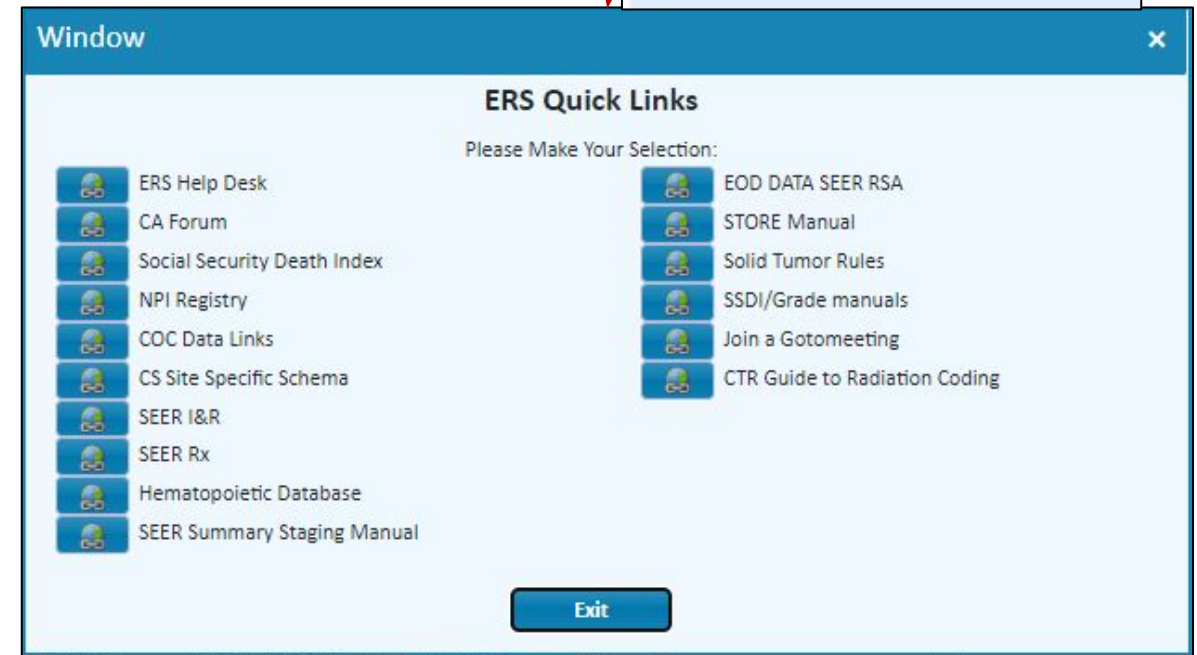 Window
×
ERS Quick Links
Please Make Your Selection:
ERS Help Desk
CA Forum
Social Security Death Index
NPI Registry
COC Data Links
CS Site Specific Schema
SEER I&R
SEER Rx
Hematopoietic Database
SEER Summary Staging Manual
EOD DATA SEER RSA
STORE Manual
Solid Tumor Rules
SSDI/Grade manuals
Join a Gotomeeting
CTR Guide to Radiation Coding
Exit